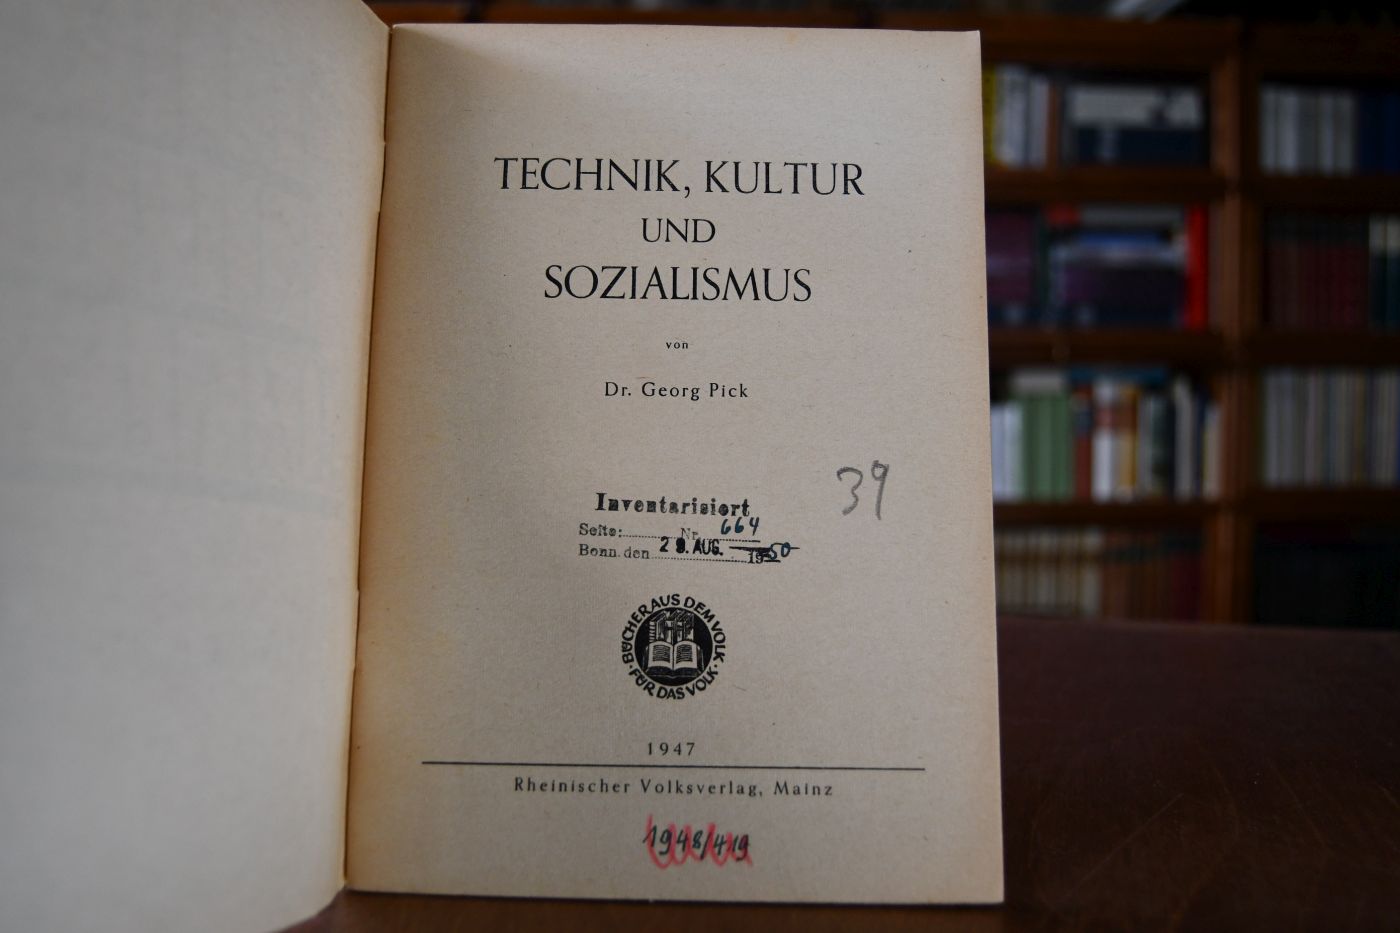 TECHNIK, KULTUR
UND
SOZIALISMUS
von
Dr. Georg Pick
39
Inventarisiert
Seite: Nr. 664
Bonn den 29. AUG. 1950
BÜCHER AUS DEM VOLK · FÜR DAS VOLK ·
1947
Rheinischer Volksverlag, Mainz
1948/419